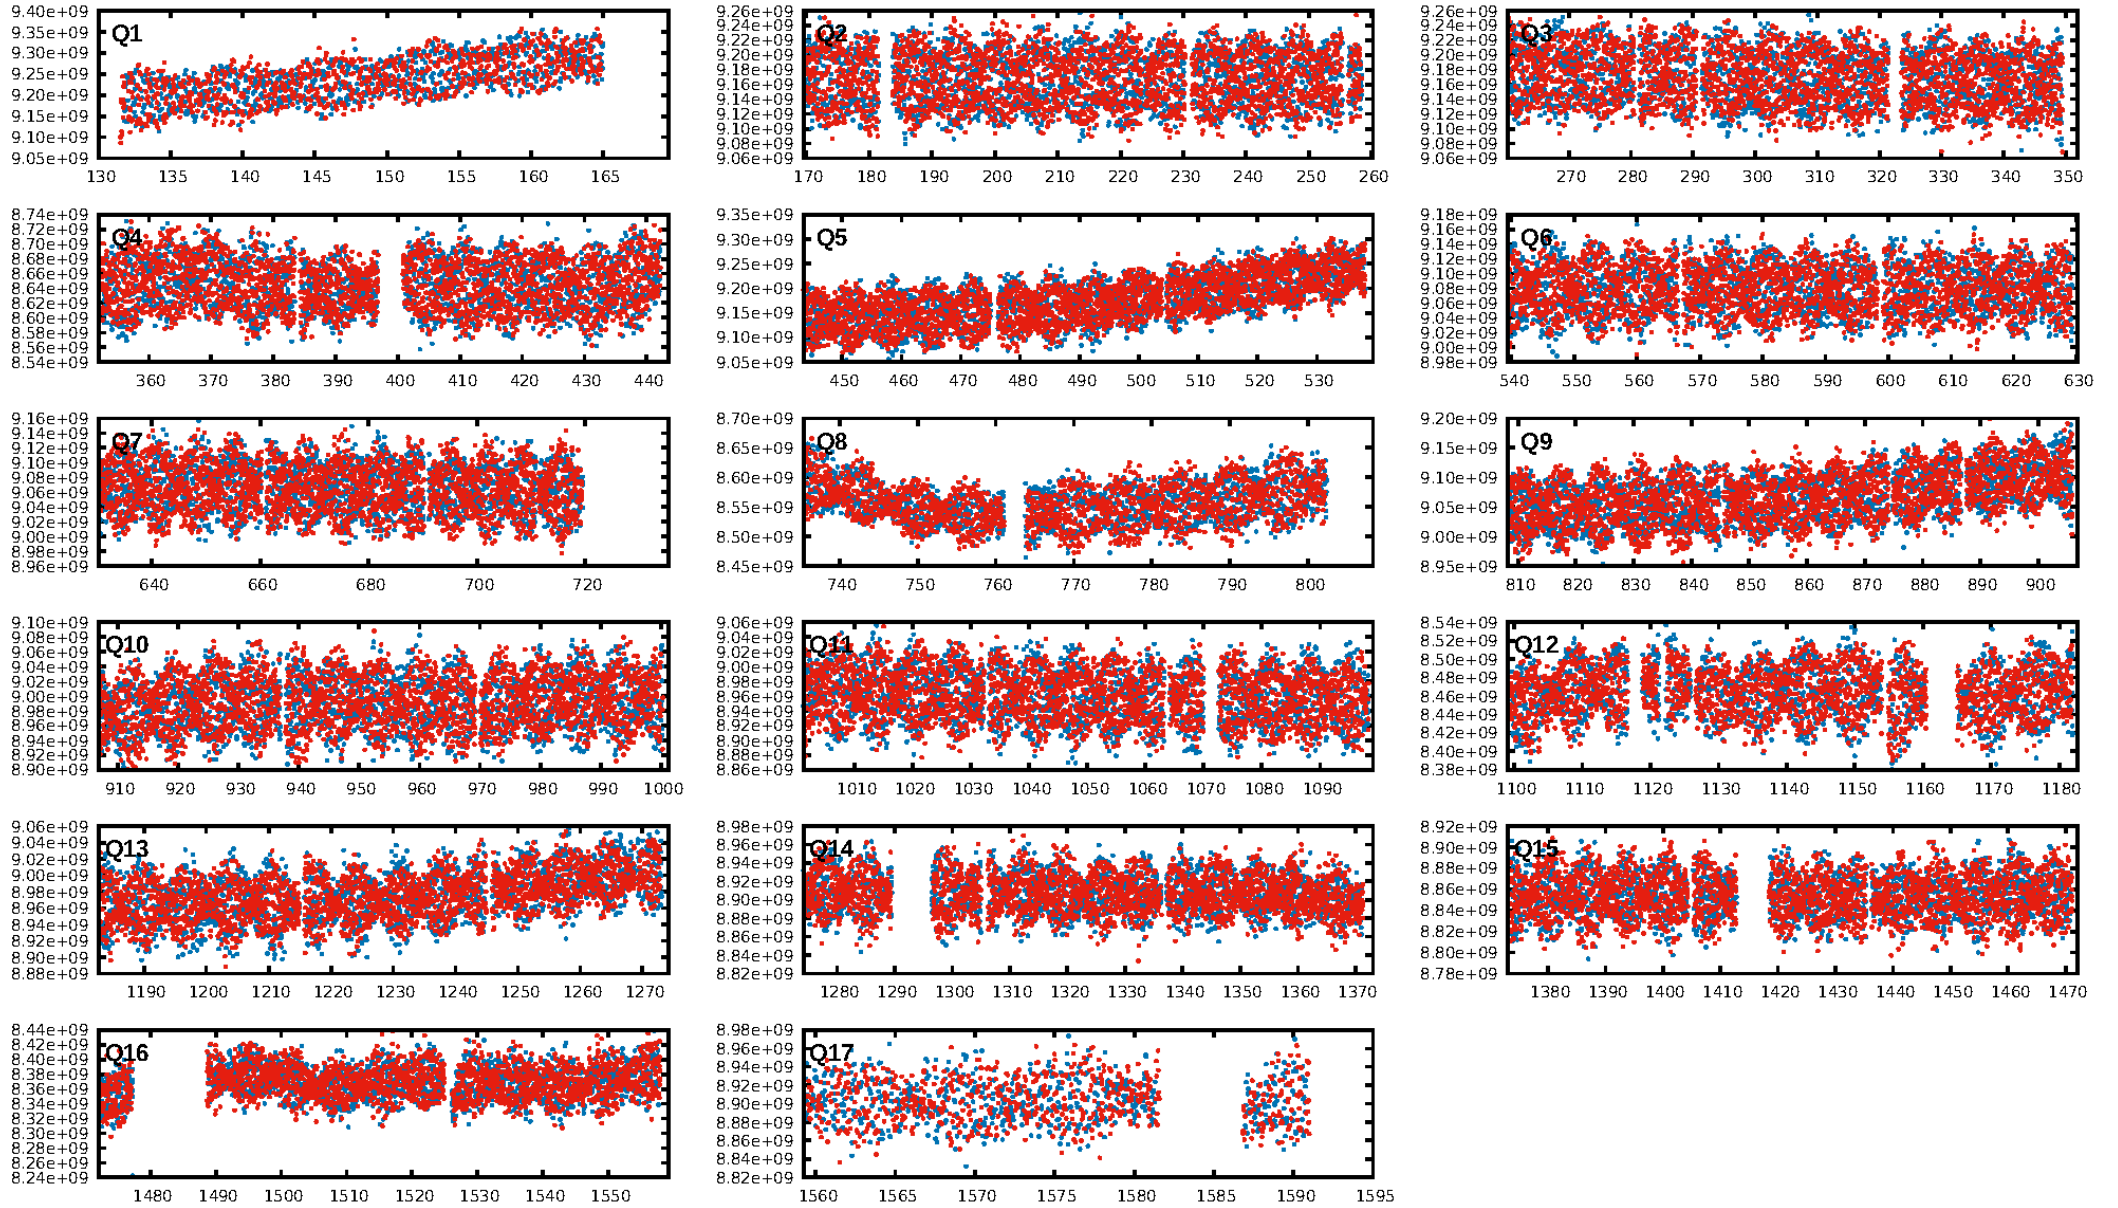 Q1
9.40e+09
9.35e+09
9.30e+09
9.25e+09
9.20e+09
9.15e+09
9.10e+09
9.05e+09
130 135 140 145 150 155 160 165
Q2
9.26e+09
9.24e+09
9.22e+09
9.20e+09
9.18e+09
9.16e+09
9.14e+09
9.12e+09
9.10e+09
9.08e+09
9.06e+09
170 180 190 200 210 220 230 240 250 260
Q3
9.26e+09
9.24e+09
9.22e+09
9.20e+09
9.18e+09
9.16e+09
9.14e+09
9.12e+09
9.10e+09
9.08e+09
9.06e+09
270 280 290 300 310 320 330 340 350
Q4
8.74e+09
8.72e+09
8.70e+09
8.68e+09
8.66e+09
8.64e+09
8.62e+09
8.60e+09
8.58e+09
8.56e+09
8.54e+09
360 370 380 390 400 410 420 430 440
Q5
9.35e+09
9.30e+09
9.25e+09
9.20e+09
9.15e+09
9.10e+09
9.05e+09
450 460 470 480 490 500 510 520 530
Q6
9.18e+09
9.16e+09
9.14e+09
9.12e+09
9.10e+09
9.08e+09
9.06e+09
9.04e+09
9.02e+09
9.00e+09
8.98e+09
540 550 560 570 580 590 600 610 620 630
Q7
9.16e+09
9.14e+09
9.12e+09
9.10e+09
9.08e+09
9.06e+09
9.04e+09
9.02e+09
9.00e+09
8.98e+09
8.96e+09
640 660 680 700 720
Q8
8.70e+09
8.65e+09
8.60e+09
8.55e+09
8.50e+09
8.45e+09
740 750 760 770 780 790 800
Q9
9.20e+09
9.15e+09
9.10e+09
9.05e+09
9.00e+09
8.95e+09
810 820 830 840 850 860 870 880 890 900
Q10
9.10e+09
9.08e+09
9.06e+09
9.04e+09
9.02e+09
9.00e+09
8.98e+09
8.96e+09
8.94e+09
8.92e+09
8.90e+09
910 920 930 940 950 960 970 980 990 1000
Q11
9.06e+09
9.04e+09
9.02e+09
9.00e+09
8.98e+09
8.96e+09
8.94e+09
8.92e+09
8.90e+09
8.88e+09
8.86e+09
1010 1020 1030 1040 1050 1060 1070 1080 1090
Q12
8.54e+09
8.52e+09
8.50e+09
8.48e+09
8.46e+09
8.44e+09
8.42e+09
8.40e+09
8.38e+09
1100 1110 1120 1130 1140 1150 1160 1170 1180
Q13
9.06e+09
9.04e+09
9.02e+09
9.00e+09
8.98e+09
8.96e+09
8.94e+09
8.92e+09
8.90e+09
8.88e+09
1190 1200 1210 1220 1230 1240 1250 1260 1270
Q14
8.98e+09
8.96e+09
8.94e+09
8.92e+09
8.90e+09
8.88e+09
8.86e+09
8.84e+09
8.82e+09
1280 1290 1300 1310 1320 1330 1340 1350 1360 1370
Q15
8.92e+09
8.90e+09
8.88e+09
8.86e+09
8.84e+09
8.82e+09
8.80e+09
8.78e+09
1380 1390 1400 1410 1420 1430 1440 1450 1460 1470
Q16
8.44e+09
8.42e+09
8.40e+09
8.38e+09
8.36e+09
8.34e+09
8.32e+09
8.30e+09
8.28e+09
8.26e+09
8.24e+09
1480 1490 1500 1510 1520 1530 1540 1550
Q17
8.98e+09
8.96e+09
8.94e+09
8.92e+09
8.90e+09
8.88e+09
8.86e+09
8.84e+09
8.82e+09
1560 1565 1570 1575 1580 1585 1590 1595